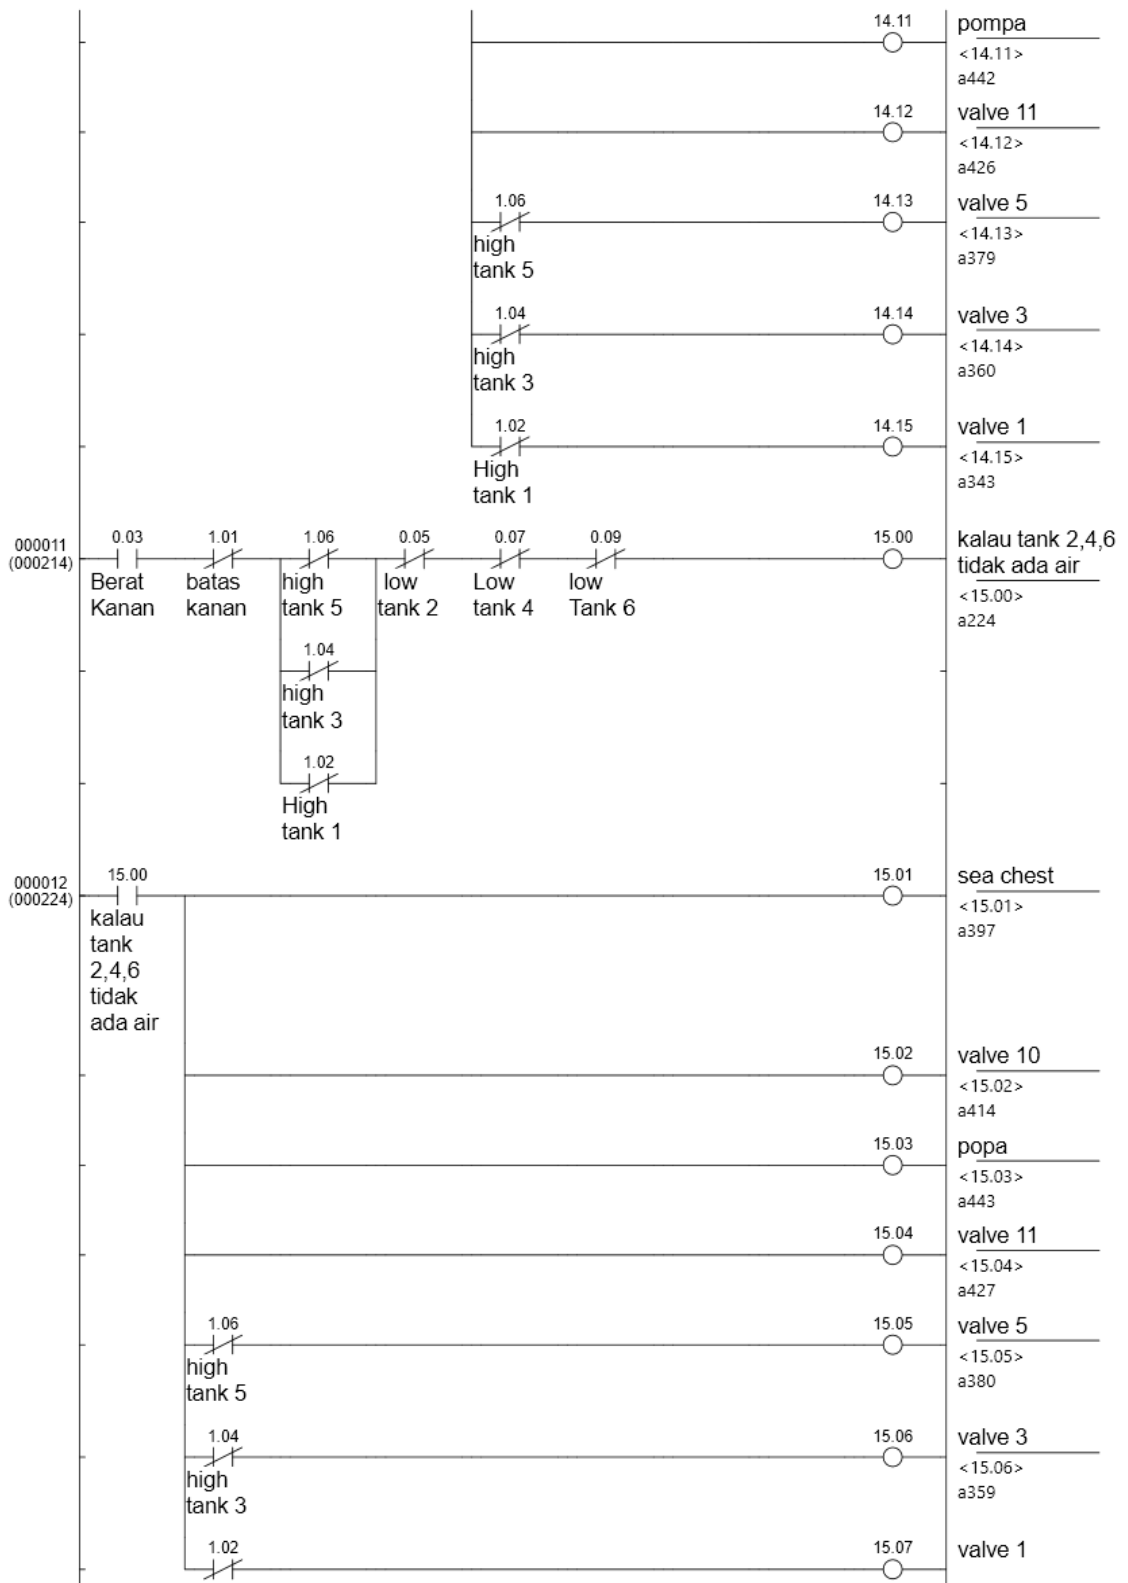 14.11
pompa
<14.11>
a442
14.12
valve 11
<14.12>
a426
1.06
14.13
valve 5
high
tank 5
<14.13>
a379
1.04
14.14
valve 3
high
tank 3
<14.14>
a360
1.02
14.15
valve 1
High
tank 1
<14.15>
a343
000011
(000214)
0.03
1.01
1.06
0.05
0.07
0.09
15.00
kalau tank 2,4,6
tidak ada air
Berat
Kanan
batas
kanan
high
tank 5
low
tank 2
Low
tank 4
low
Tank 6
<15.00>
a224
1.04
high
tank 3
1.02
High
tank 1
000012
(000224)
15.00
15.01
sea chest
kalau
tank
2,4,6
tidak
ada air
<15.01>
a397
15.02
valve 10
<15.02>
a414
15.03
popa
<15.03>
a443
15.04
valve 11
<15.04>
a427
1.06
15.05
valve 5
high
tank 5
<15.05>
a380
1.04
15.06
valve 3
high
tank 3
<15.06>
a359
1.02
15.07
valve 1